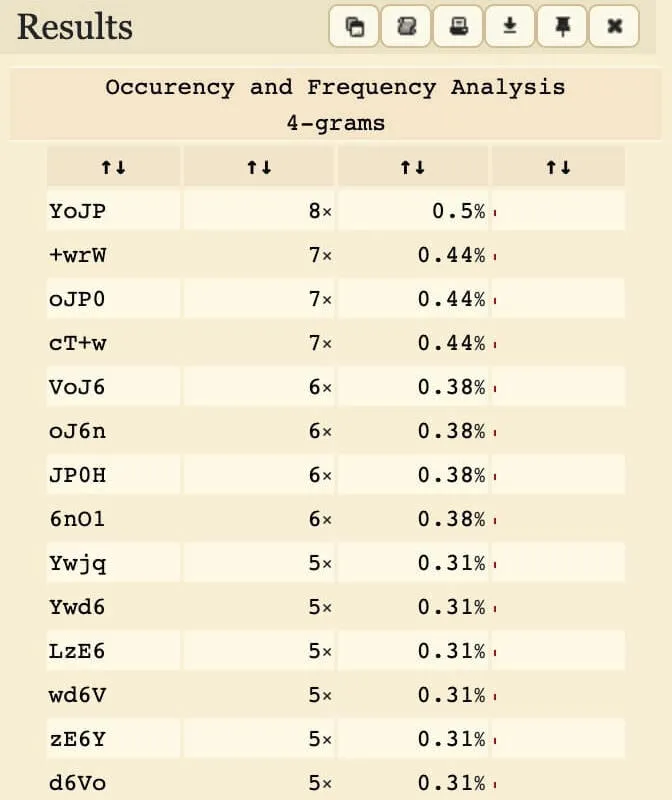 Results
Occurency and Frequency Analysis
4-grams
↑↓ ↑↓ ↑↓ ↑↓
YoJP 8× 0.5%
+wrW 7× 0.44%
oJP0 7× 0.44%
cT+w 7× 0.44%
VoJ6 6× 0.38%
oJ6n 6× 0.38%
JP0H 6× 0.38%
6nO1 6× 0.38%
Ywjq 5× 0.31%
Ywd6 5× 0.31%
LzE6 5× 0.31%
wd6V 5× 0.31%
zE6Y 5× 0.31%
d6Vo 5× 0.31%